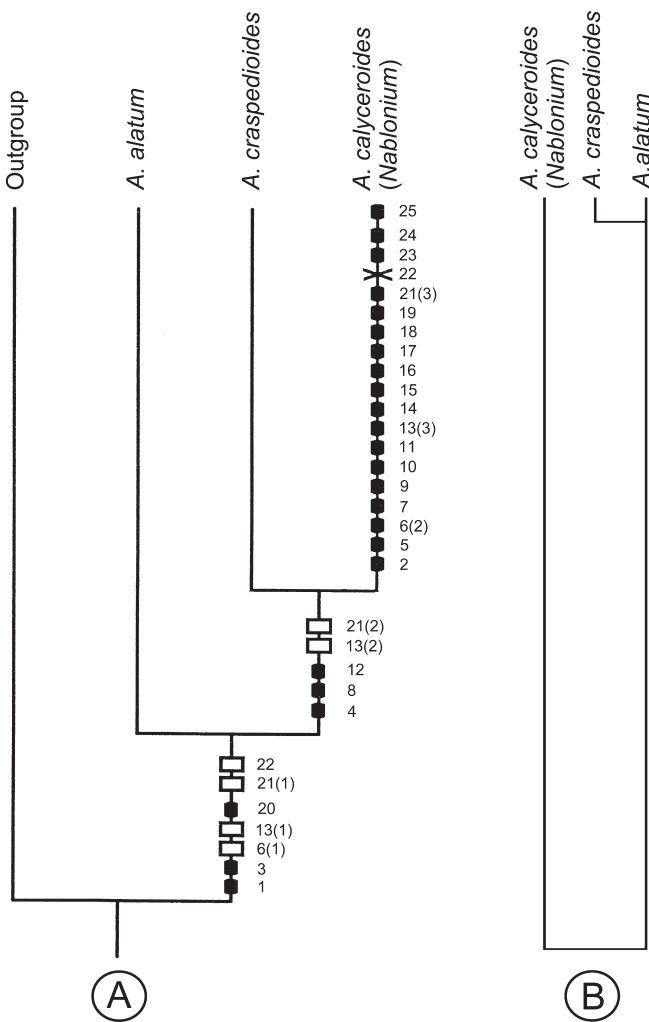 Outgroup
A. alatum
A. craspedioides
A. calyceroides
(Nablonium)
25
24
23
22
21(3)
19
18
17
16
15
14
13(3)
11
10
9
7
6(2)
5
2
21(2)
13(2)
12
8
4
22
21(1)
20
13(1)
6(1)
3
1
A
A. calyceroides
(Nablonium)
A. craspedioides
A.alatum
B